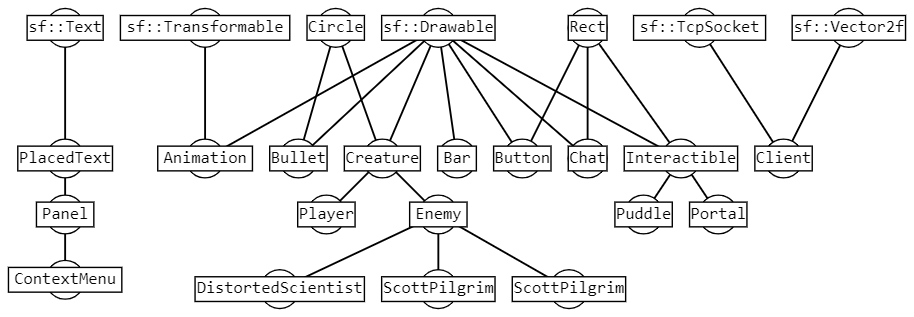 sf::Text sf::Transformable Circle sf::Drawable Rect sf::TcpSocket sf::Vector2f
PlacedText Animation Bullet Creature Bar Button Chat Interactible Client
Panel Player Enemy Puddle Portal
ContextMenu DistortedScientist ScottPilgrim ScottPilgrim